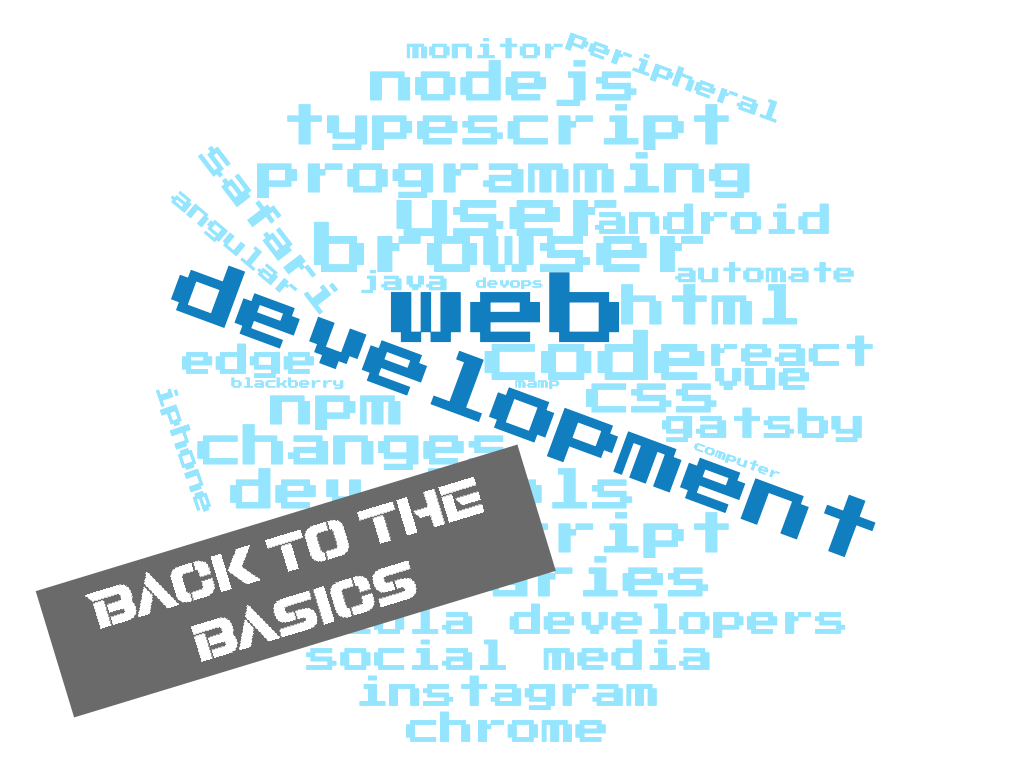 monitor
peripheral
nodejs
typescript
programming
safari
user
android
angular
browser
automate
java
devops
web
html
development
code
react
edge
vue
blackberry
mamp
css
npm
gatsby
iphone
changes
computer
BACK TO THE
BASICS
developers
social media
instagram
chrome